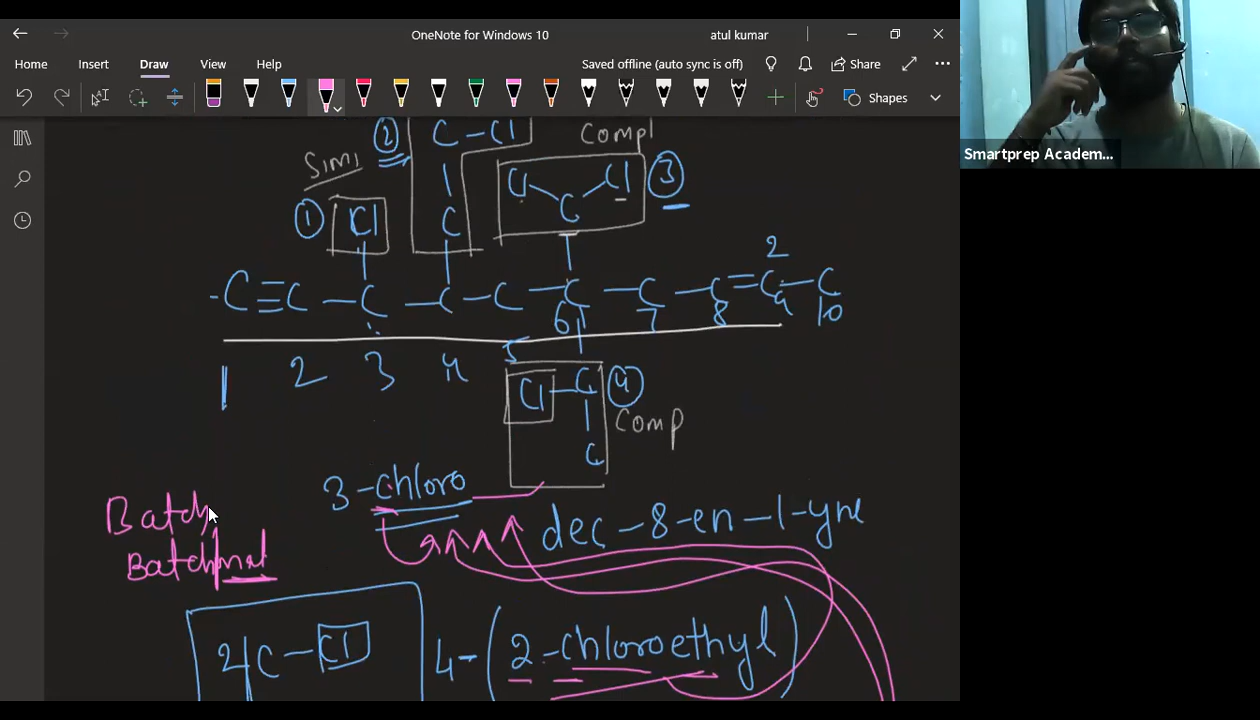 OneNote for Windows 10
atul kumar
Home Insert Draw View Help
Saved offline (auto sync is off)
Share
Shapes
Smartprep Academ...
2 C - Cl
Compl
Simi
Cl Cl 3
1 Cl
C C
2
- C ≡ C - C - C - C - C - C - C = C - C
6 7 8 9 10
1 2 3 4 5
Cl - C 4
Comp
C
3-chloro
dec-8-en-1-yne
Batch
Batchmat
2/C - Cl
4-(2-chloroethyl)